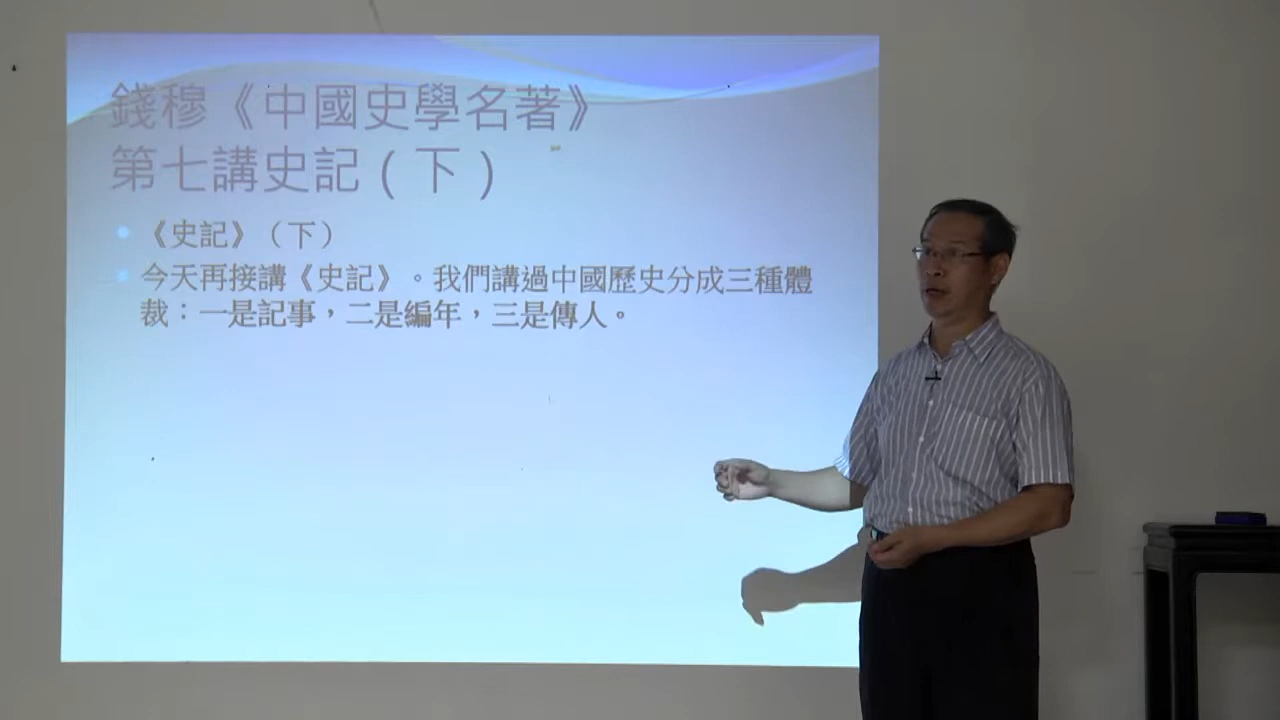 錢穆《中國史學名著》
第七講史記（下）
《史記》（下）
今天再接講《史記》。我們講過中國歷史分成三種體
裁：一是記事，二是編年，三是傳人。